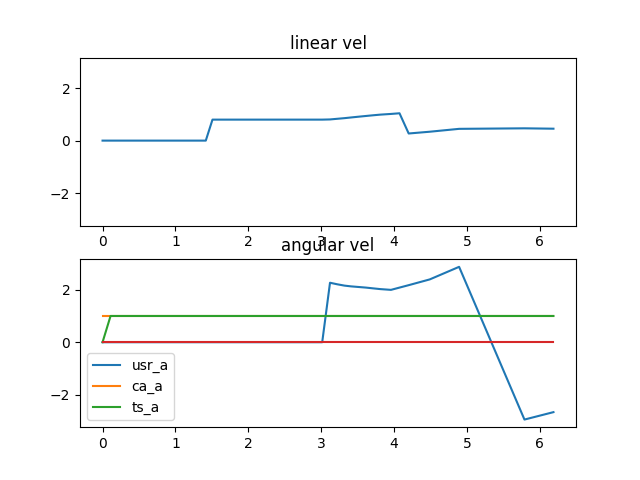 linear vel
2
0
−2
0 1 2 3 4 5 6
angular vel
2
0
−2
usr_a
ca_a
ts_a
0 1 2 3 4 5 6